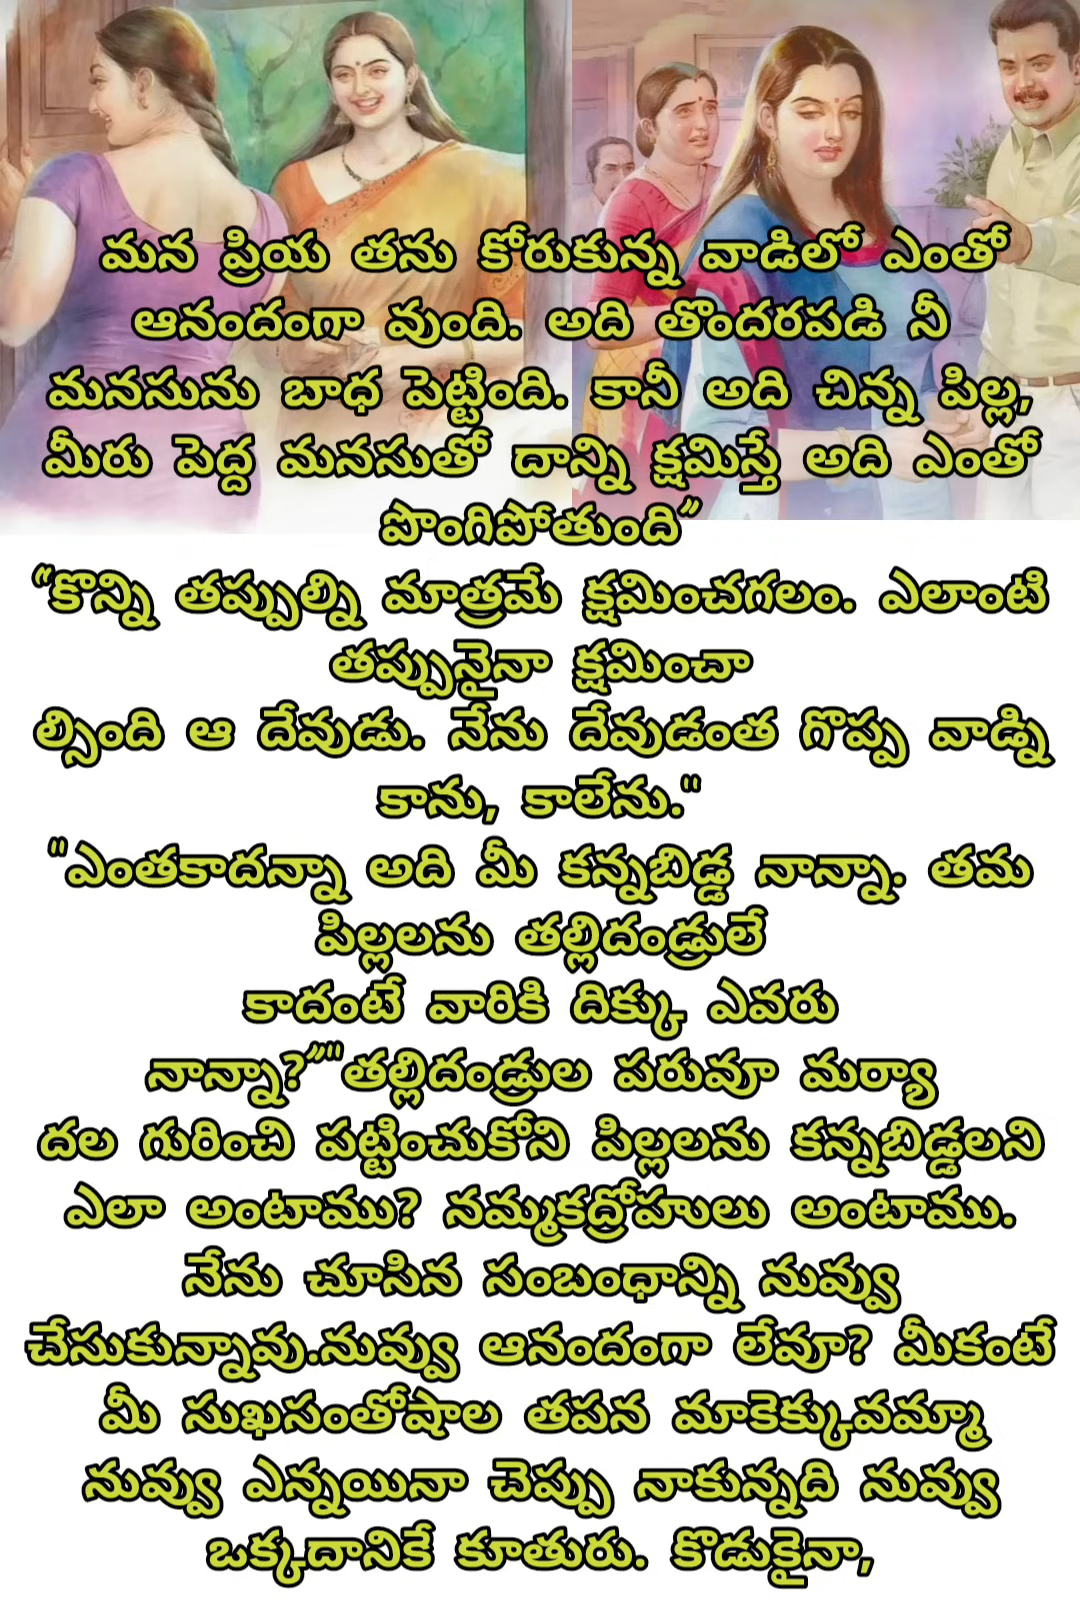 మన ప్రియ తను కోరుకున్న వాడిలో ఎంతో
ఆనందంగా వుంది. అది తొందరపడి నీ
మనసును బాధ పెట్టింది. కానీ అది చిన్న పిల్ల,
మీరు పెద్ద మనసుతో దాన్ని క్షమిస్తే అది ఎంతో
పొంగిపోతుంది”
“కొన్ని తప్పుల్ని మాత్రమే క్షమించగలం. ఎలాంటి
తప్పునైనా క్షమించా
ల్సింది ఆ దేవుడు. నేను దేవుడంత గొప్ప వాడ్ని
కాను, కాలేను."
"ఎంతకాదన్నా అది మీ కన్నబిడ్డ నాన్నా. తమ
పిల్లలను తల్లిదండ్రులే
కాదంటే వారికి దిక్కు ఎవరు
నాన్నా?”"తల్లిదండ్రుల పరువూ మర్యా
దల గురించి పట్టించుకోని పిల్లలను కన్నబిడ్డలని
ఎలా అంటాము? నమ్మకద్రోహులు అంటాము.
నేను చూసిన సంబంధాన్ని నువ్వు
చేసుకున్నావు.నువ్వు ఆనందంగా లేవూ? మీకంటే
మీ సుఖసంతోషాల తపన మాకెక్కువమ్మా
నువ్వు ఎన్నయినా చెప్పు నాకున్నది నువ్వు
ఒక్కదానికే కూతురు. కొడుకైనా,